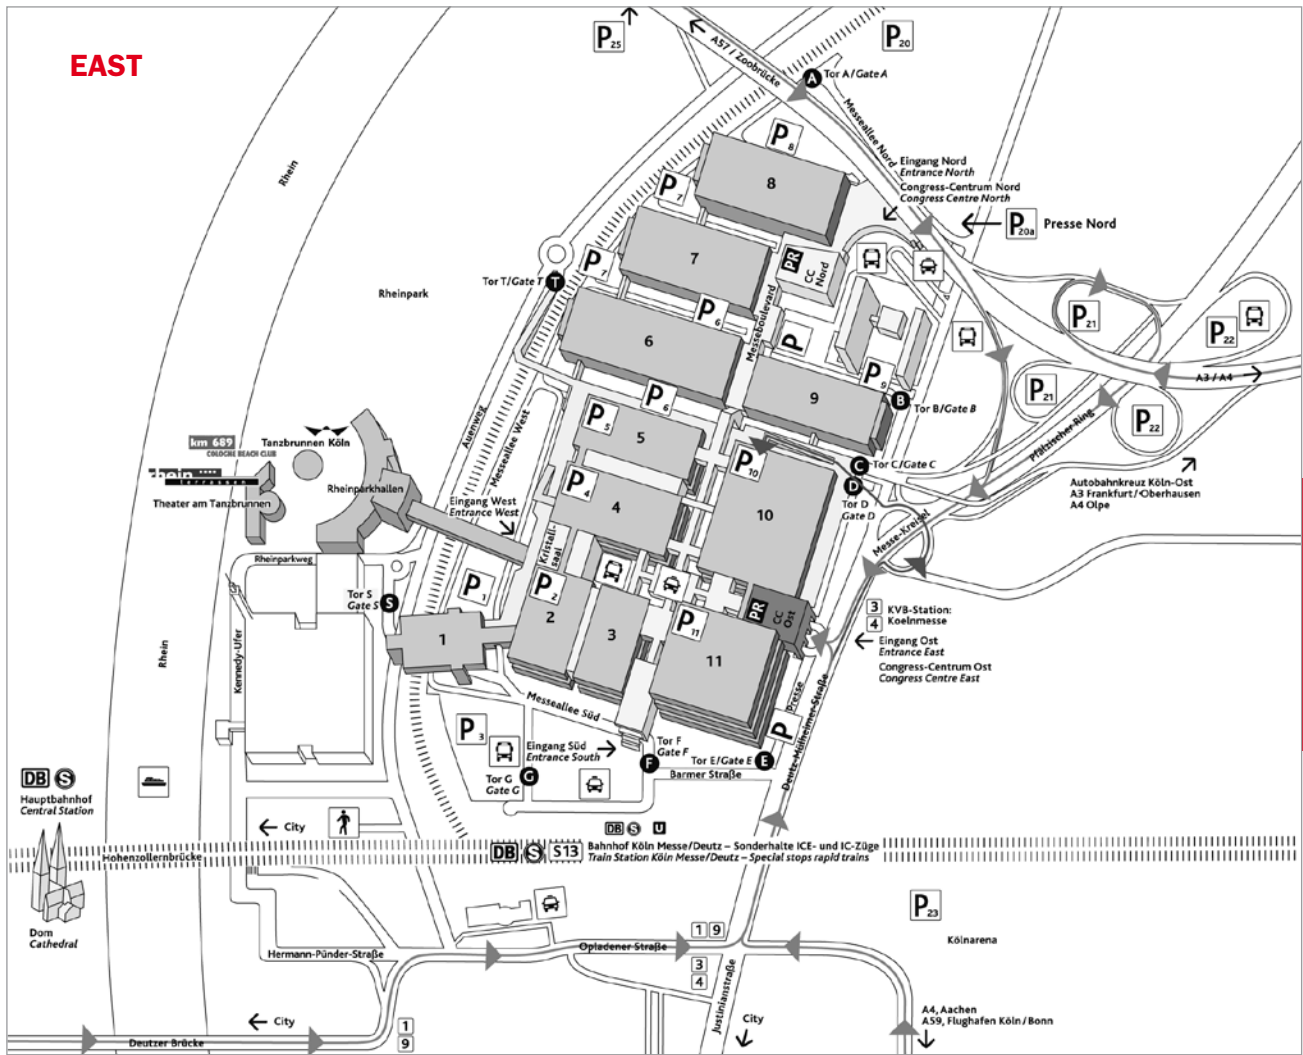 EAST
P25
P20
A57 / Zoobrücke
A
Tor A/Gate A
Messeallee Nord
P8
8
Eingang Nord
Entrance North
Congress-Centrum Nord
Congress Centre North
P20a
Presse Nord
Rhein
P7
7
PR
CC
Nord
P7
Tor T/Gate T
T
Rheinpark
Messeboulevard
P6
P
6
P21
P22
A3 / A4
P9
9
B
Tor B/Gate B
P21
P22
Pfälzischer Ring
P6
P5
5
Auenweg
Messeallee West
km 689
COLOGNE BEACH CLUB
Tanzbrunnen Köln
rhein
terrassen
Theater am Tanzbrunnen
Rheinparkhallen
P10
C
Tor C/Gate C
D
Tor D
Gate D
Autobahnkreuz Köln-Ost
A3 Frankfurt/Oberhausen
A4 Olpe
P4
4
10
Eingang West
Entrance West
Messe-Kreisel
Kristall-
saal
Rheinparkweg
P1
P2
2
3
Tor S
Gate S
S
PR
CC
Ost
P11
11
3
4
KVB-Station:
Koelnmesse
Eingang Ost
Entrance East
Congress-Centrum Ost
Congress Centre East
1
Rhein
Kennedy-Ufer
Messeallee Süd
Presse
P
Deutz-Mülheimer-Straße
P3
Eingang Süd
Entrance South
Tor F
Gate F
F
Tor E/Gate E
E
Tor G
Gate G
G
Barmer Straße
DB S
Hauptbahnhof
Central Station
City
DB S U
Hohenzollernbrücke
DB S S13
Bahnhof Köln Messe/Deutz – Sonderhalte ICE- und IC-Züge
Train Station Köln Messe/Deutz – Special stops rapid trains
P23
Kölnarena
Dom
Cathedral
1 9
Opladener Straße
Hermann-Pünder-Straße
3
4
Justinianstraße
City
City
1
9
Deutzer Brücke
A4, Aachen
A59, Flughafen Köln/Bonn